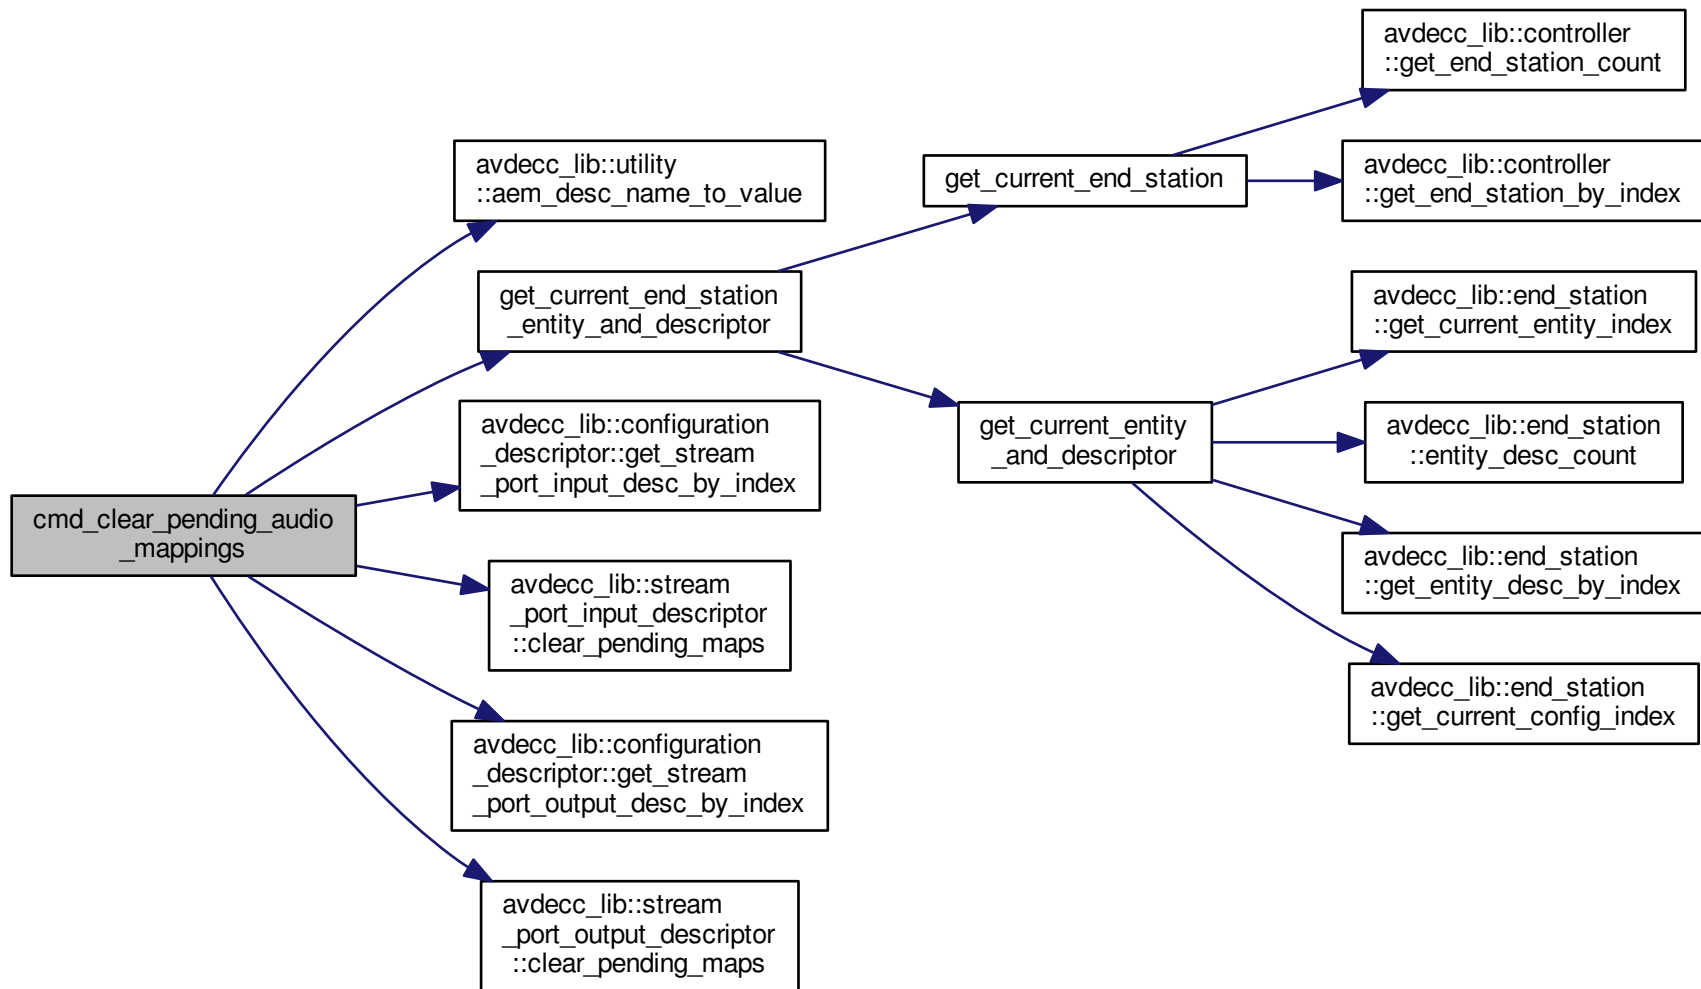 cmd_clear_pending_audio
_mappings
avdecc_lib::utility
::aem_desc_name_to_value
get_current_end_station
_entity_and_descriptor
avdecc_lib::configuration
_descriptor::get_stream
_port_input_desc_by_index
avdecc_lib::stream
_port_input_descriptor
::clear_pending_maps
avdecc_lib::configuration
_descriptor::get_stream
_port_output_desc_by_index
avdecc_lib::stream
_port_output_descriptor
::clear_pending_maps
get_current_end_station
get_current_entity
_and_descriptor
avdecc_lib::controller
::get_end_station_count
avdecc_lib::controller
::get_end_station_by_index
avdecc_lib::end_station
::get_current_entity_index
avdecc_lib::end_station
::entity_desc_count
avdecc_lib::end_station
::get_entity_desc_by_index
avdecc_lib::end_station
::get_current_config_index